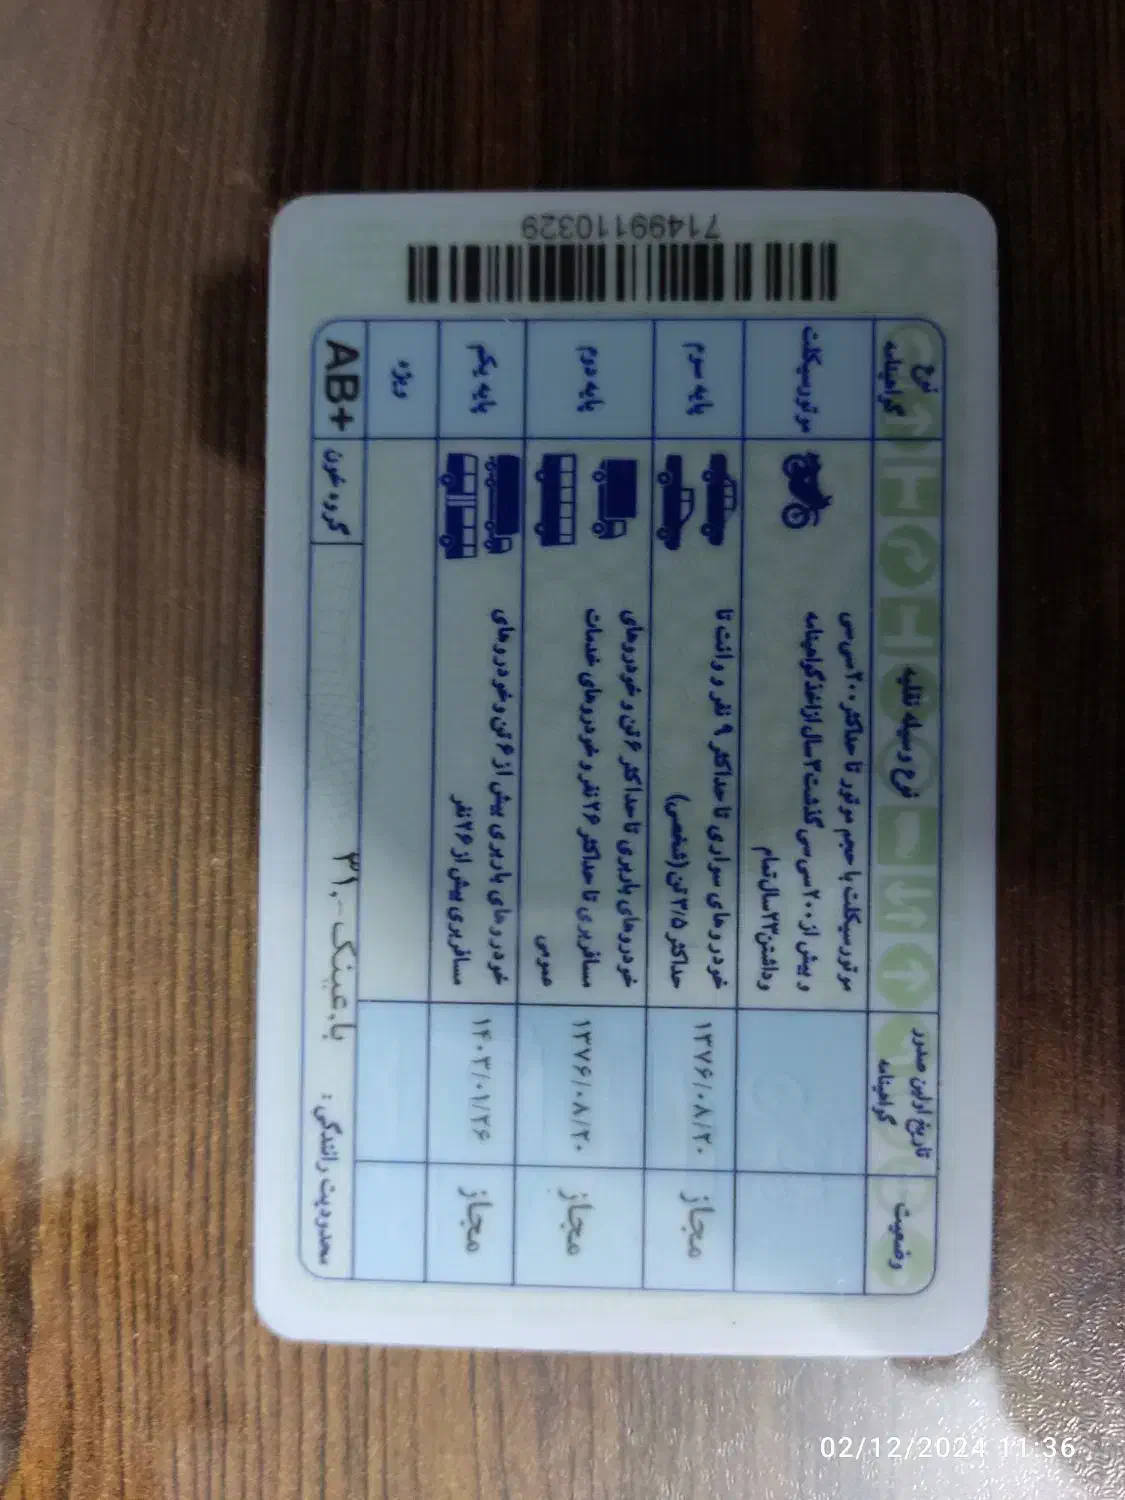 71499110329
نوع گواهینامه
نوع وسیله نقلیه
تاریخ اولین صدور گواهینامه
وضعیت
موتورسیکلت
موتورسیکلت با حجم موتور تا حداکثر ۲۰۰ سی‌سی
و بیش از ۲۰۰ سی سی گذشت ۲ سال از اخذ گواهینامه
و داشتن ۲۳ سال تمام
پایه سوم
خودروهای سواری تا حداکثر ۹ نفر و وانت تا
حداکثر ۳/۵ تن (شخصی)
۱۳۷۶/۰۸/۲۰
مجاز
پایه دوم
خودروهای باربری تا حداکثر ۶ تن و خودروهای
مسافربری تا حداکثر ۲۶ نفر و خودروهای خدمات
عمومی
۱۳۷۶/۰۸/۲۰
مجاز
پایه یکم
خودروهای باربری بیش از ۶ تن و خودروهای
مسافربری بیش از ۲۶ نفر
۱۴۰۳/۰۱/۲۶
مجاز
ویژه
AB+ گروه خون
محدودیت رانندگی: با،عینک
02/12/2024 11:36